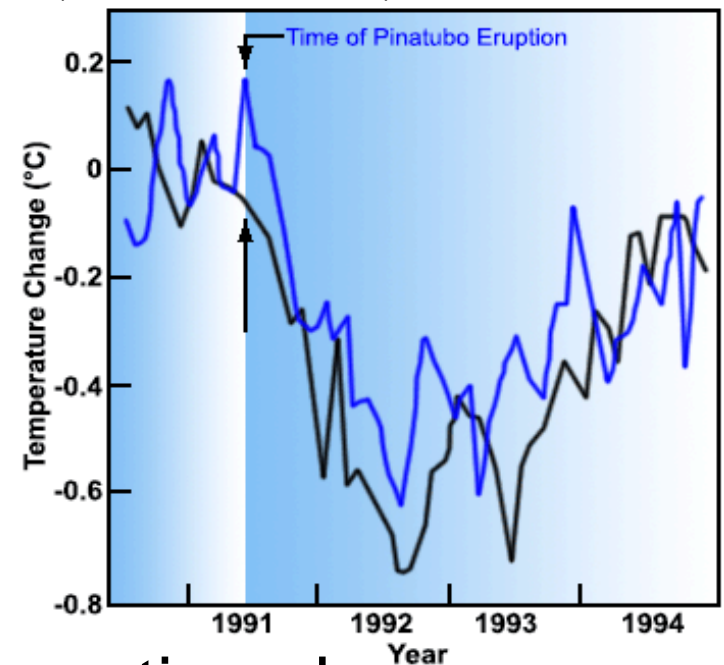 Time of Pinatubo Eruption
0.2
0
-0.2
-0.4
-0.6
-0.8
Temperature Change (°C)
1991 1992 1993 1994
Year